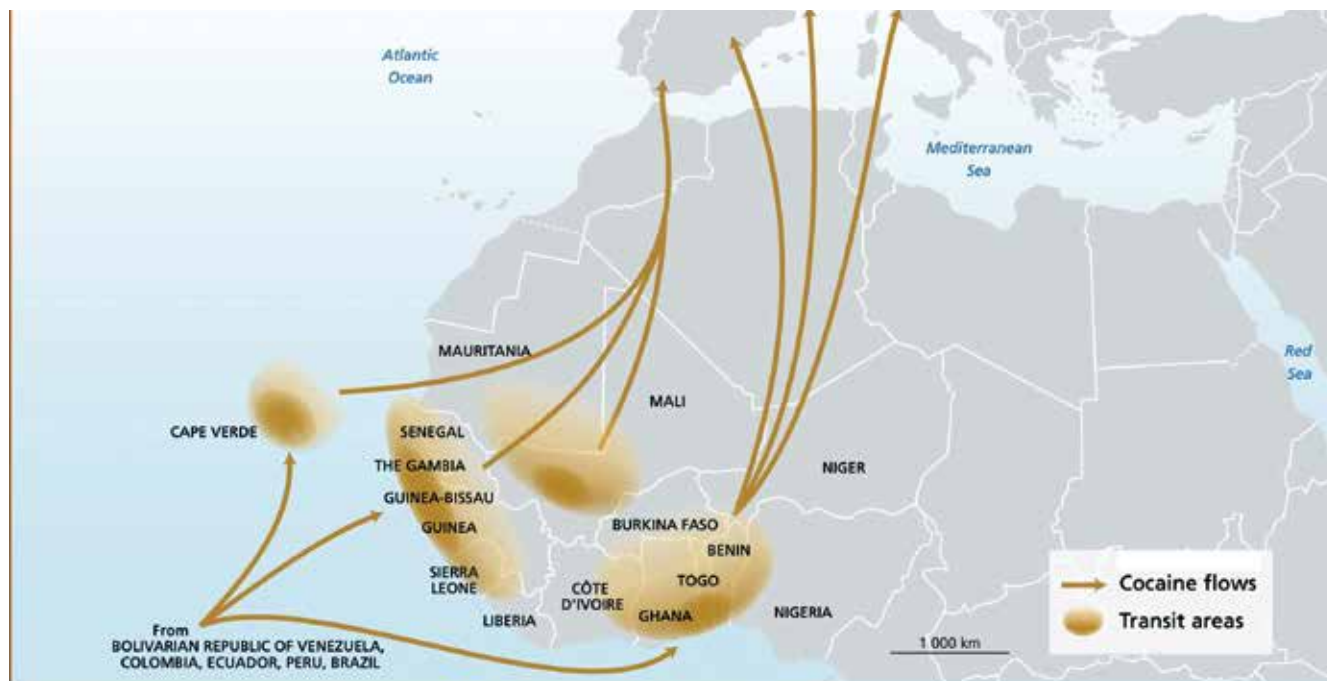 Atlantic
Ocean
Mediterranean
Sea
Red
Sea
MAURITANIA
MALI
CAPE VERDE
SENEGAL
THE GAMBIA
NIGER
GUINEA-BISSAU
GUINEA
BURKINA FASO
BENIN
SIERRA
LEONE
CÔTE
D'IVOIRE
TOGO
GHANA
LIBERIA
NIGERIA
From
BOLIVARIAN REPUBLIC OF VENEZUELA,
COLOMBIA, ECUADOR, PERU, BRAZIL
1 000 km
Cocaine flows
Transit areas